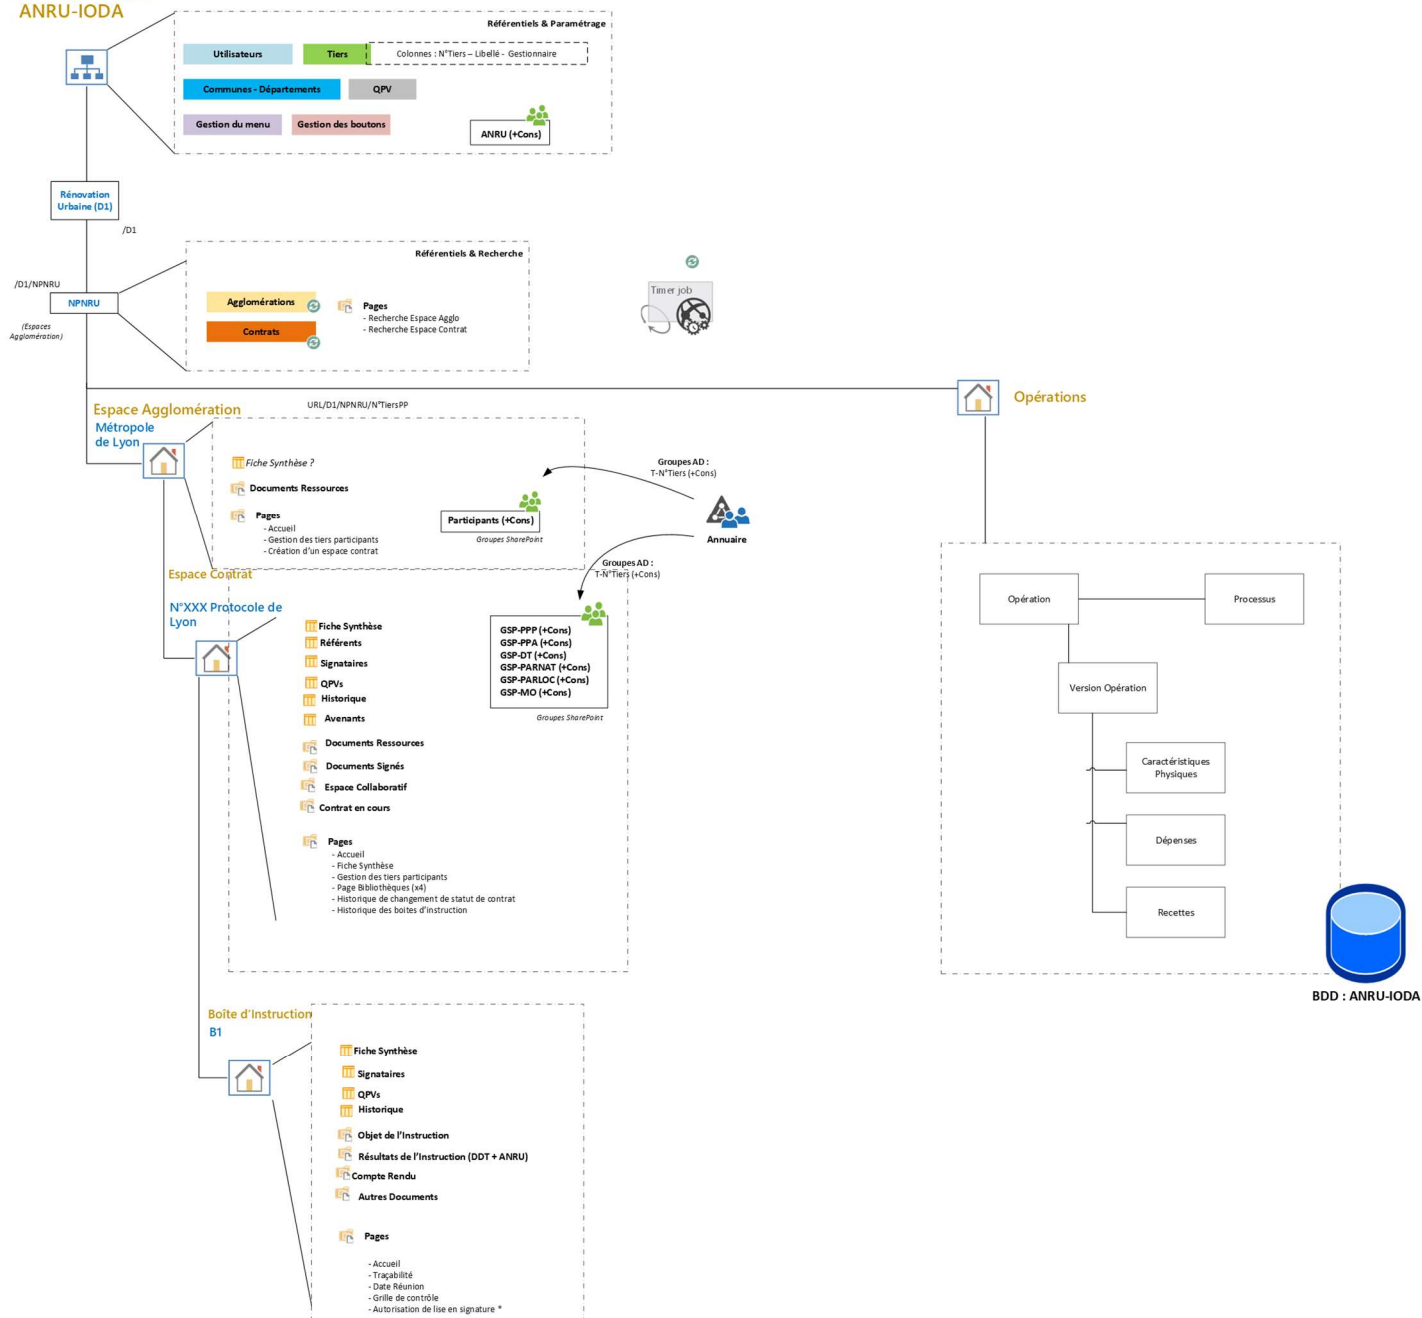 ANRU-IODA
Référentiels & Paramétrage
Utilisateurs
Tiers
Colonnes : N°Tiers – Libellé - Gestionnaire
Communes - Départements
QPV
Gestion du menu
Gestion des boutons
ANRU (+Cons)
Rénovation
Urbaine (D1)
/D1
Référentiels & Recherche
/D1/NPNRU
NPNRU
(Espaces
Agglomération)
Agglomérations
Contrats
Pages
- Recherche Espace Agglo
- Recherche Espace Contrat
Timer job
Opérations
Espace Agglomération
URL/D1/NPNRU/N°TiersPP
Métropole
de Lyon
Fiche Synthèse ?
Documents Ressources
Pages
- Accueil
- Gestion des tiers participants
- Création d'un espace contrat
Participants (+Cons)
Groupes SharePoint
Groupes AD :
T-N°Tiers (+Cons)
Annuaire
Groupes AD :
T-N°Tiers (+Cons)
Espace Contrat
N°XXX Protocole de
Lyon
Fiche Synthèse
Référents
Signataires
QPVs
Historique
Avenants
Documents Ressources
Documents Signés
Espace Collaboratif
Contrat en cours
Pages
- Accueil
- Fiche Synthèse
- Gestion des tiers participants
- Page Bibliothèques (x4)
- Historique de changement de statut de contrat
- Historique des boites d'instruction
GSP-PPP (+Cons)
GSP-PPA (+Cons)
GSP-DT (+Cons)
GSP-PARNAT (+Cons)
GSP-PARLOC (+Cons)
GSP-MO (+Cons)
Groupes SharePoint
Opération
Processus
Version Opération
Caractéristiques
Physiques
Dépenses
Recettes
BDD : ANRU-IODA
Boîte d'Instruction
B1
Fiche Synthèse
Signataires
QPVs
Historique
Objet de l'Instruction
Résultats de l'Instruction (DDT + ANRU)
Compte Rendu
Autres Documents
Pages
- Accueil
- Traçabilité
- Date Réunion
- Grille de contrôle
- Autorisation de lise en signature *